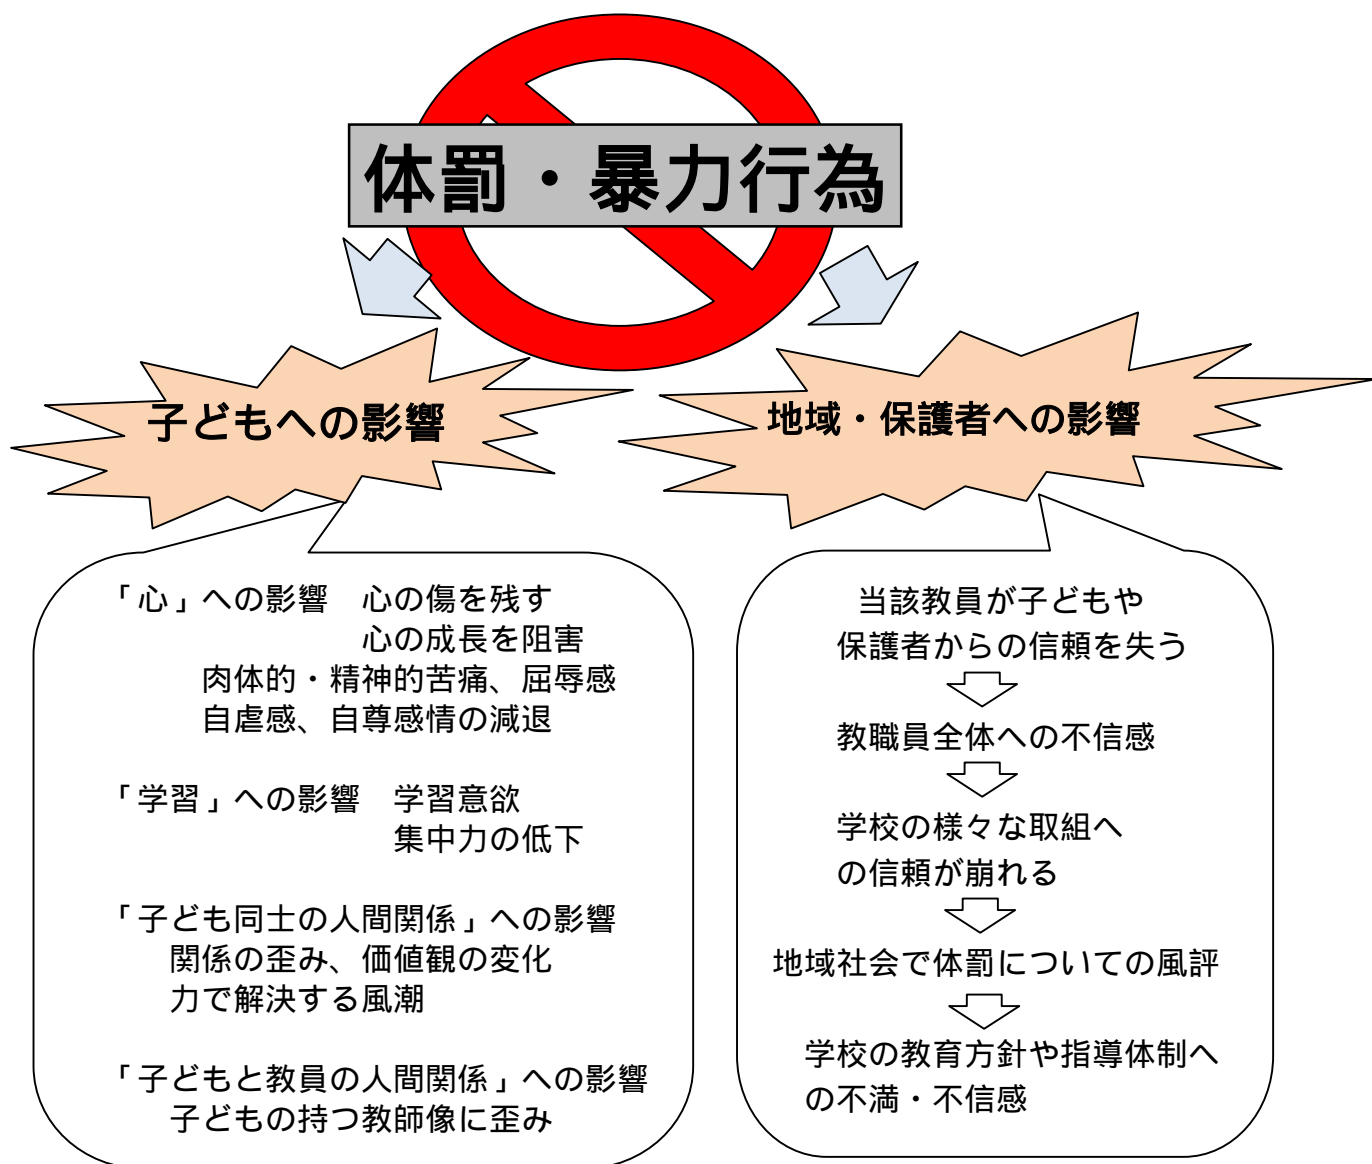 体罰・暴力行為
子どもへの影響
「心」への影響　心の傷を残す
心の成長を阻害
肉体的・精神的苦痛、屈辱感
自虐感、自尊感情の減退
「学習」への影響　学習意欲
集中力の低下
「子ども同士の人間関係」への影響
関係の歪み、価値観の変化
力で解決する風潮
「子どもと教員の人間関係」への影響
子どもの持つ教師像に歪み
地域・保護者への影響
当該教員が子どもや
保護者からの信頼を失う
教職員全体への不信感
学校の様々な取組へ
の信頼が崩れる
地域社会で体罰についての風評
学校の教育方針や指導体制へ
の不満・不信感